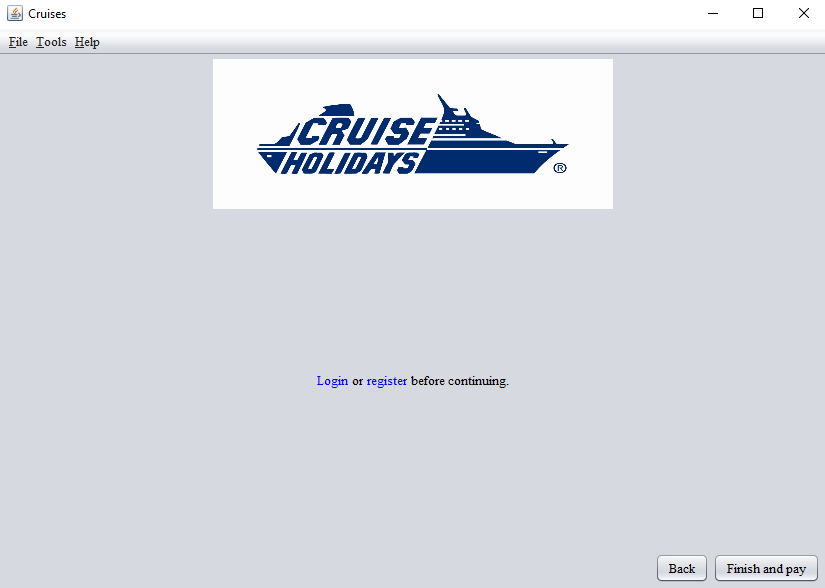 Cruises
File Tools Help
CRUISE
HOLIDAYS ®
Login or register before continuing.
Back Finish and pay